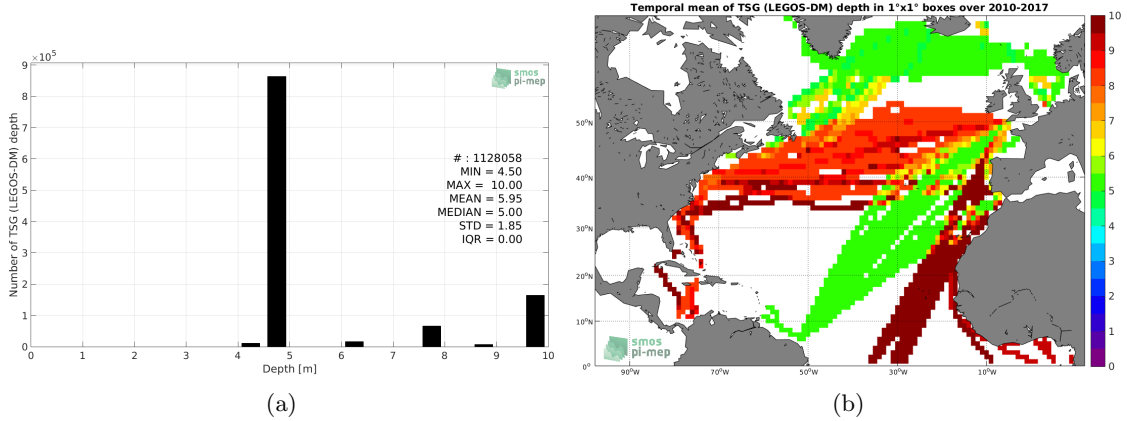 ×10^5
9
8
7
6
5
4
3
2
1
0
Number of TSG (LEGOS-DM) depth
smos
pi-mep
# : 1128058
MIN = 4.50
MAX = 10.00
MEAN = 5.95
MEDIAN = 5.00
STD = 1.85
IQR = 0.00
0 1 2 3 4 5 6 7 8 9 10
Depth [m]
(a)
Temporal mean of TSG (LEGOS-DM) depth in 1°x1° boxes over 2010-2017
50°N
40°N
30°N
20°N
10°N
0°
90°W 70°W 50°W 30°W 10°W
smos
pi-mep
10
9
8
7
6
5
4
3
2
1
0
(b)